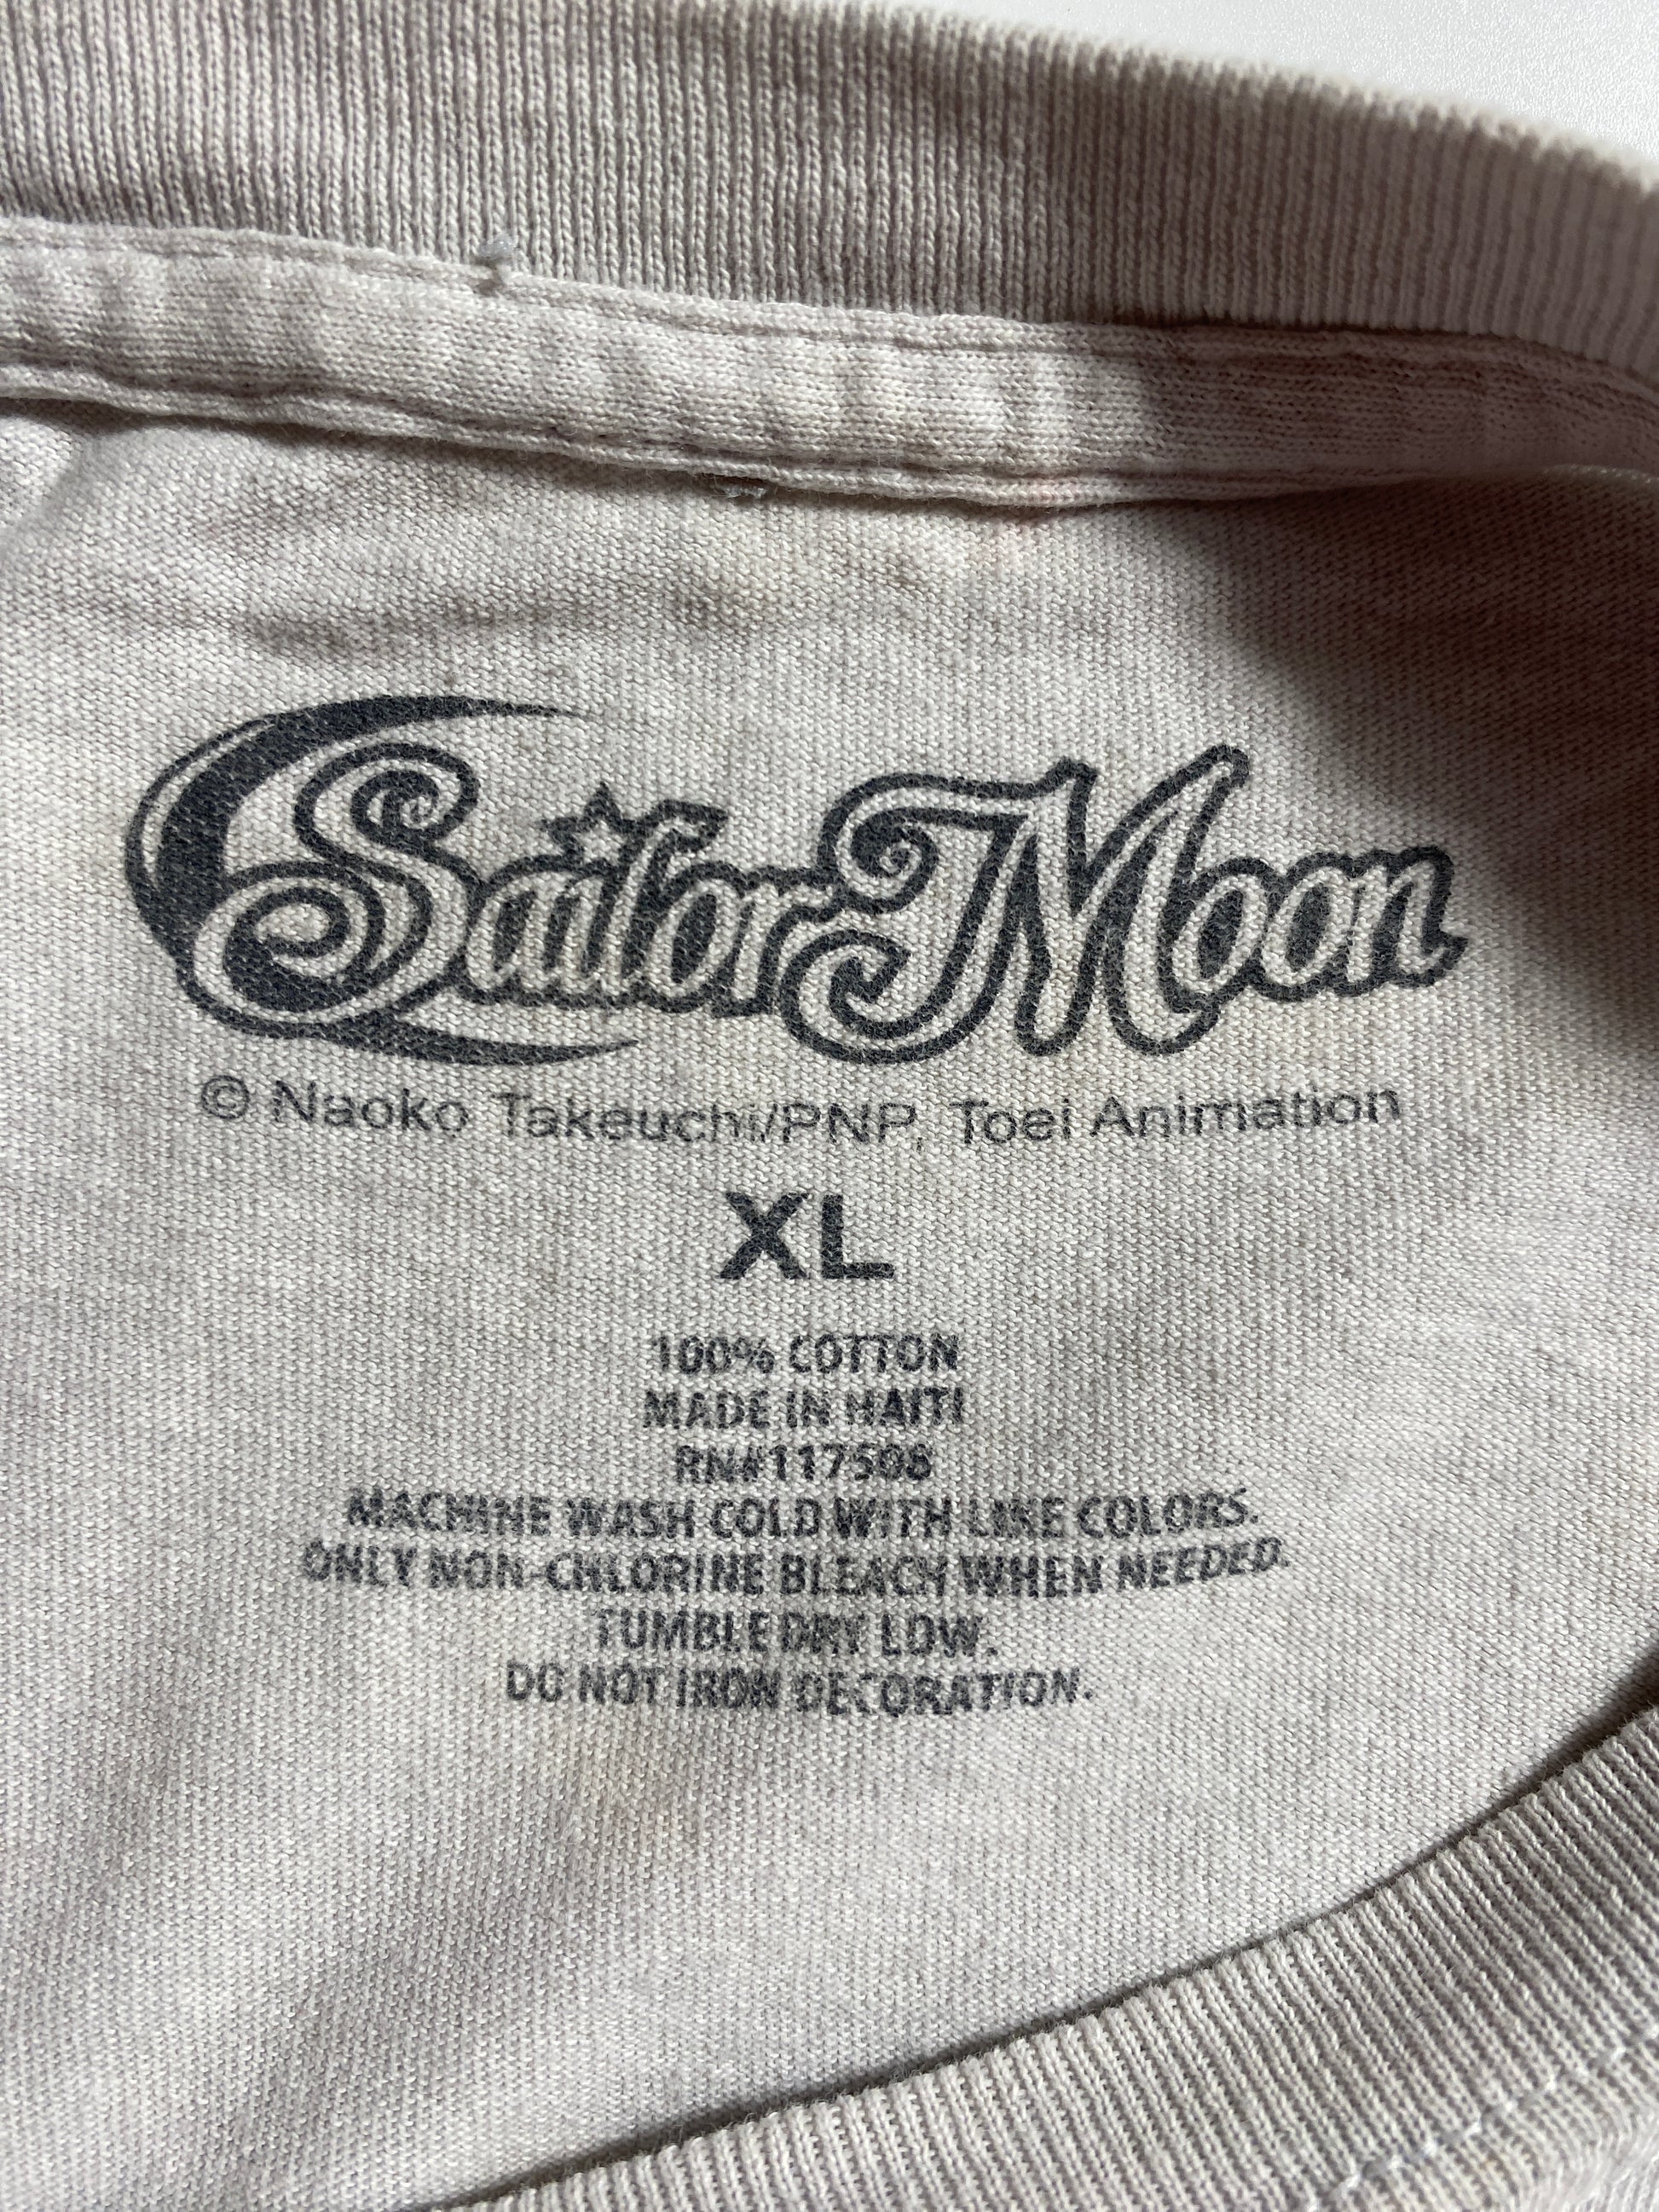 Sailor Moon
© Naoko Takeuchi/PNP, Toei Animation
XL
100% COTTON
MADE IN HAITI
RN#117508
MACHINE WASH COLD WITH LIKE COLORS.
ONLY NON-CHLORINE BLEACH WHEN NEEDED.
TUMBLE DRY LOW.
DO NOT IRON DECORATION.